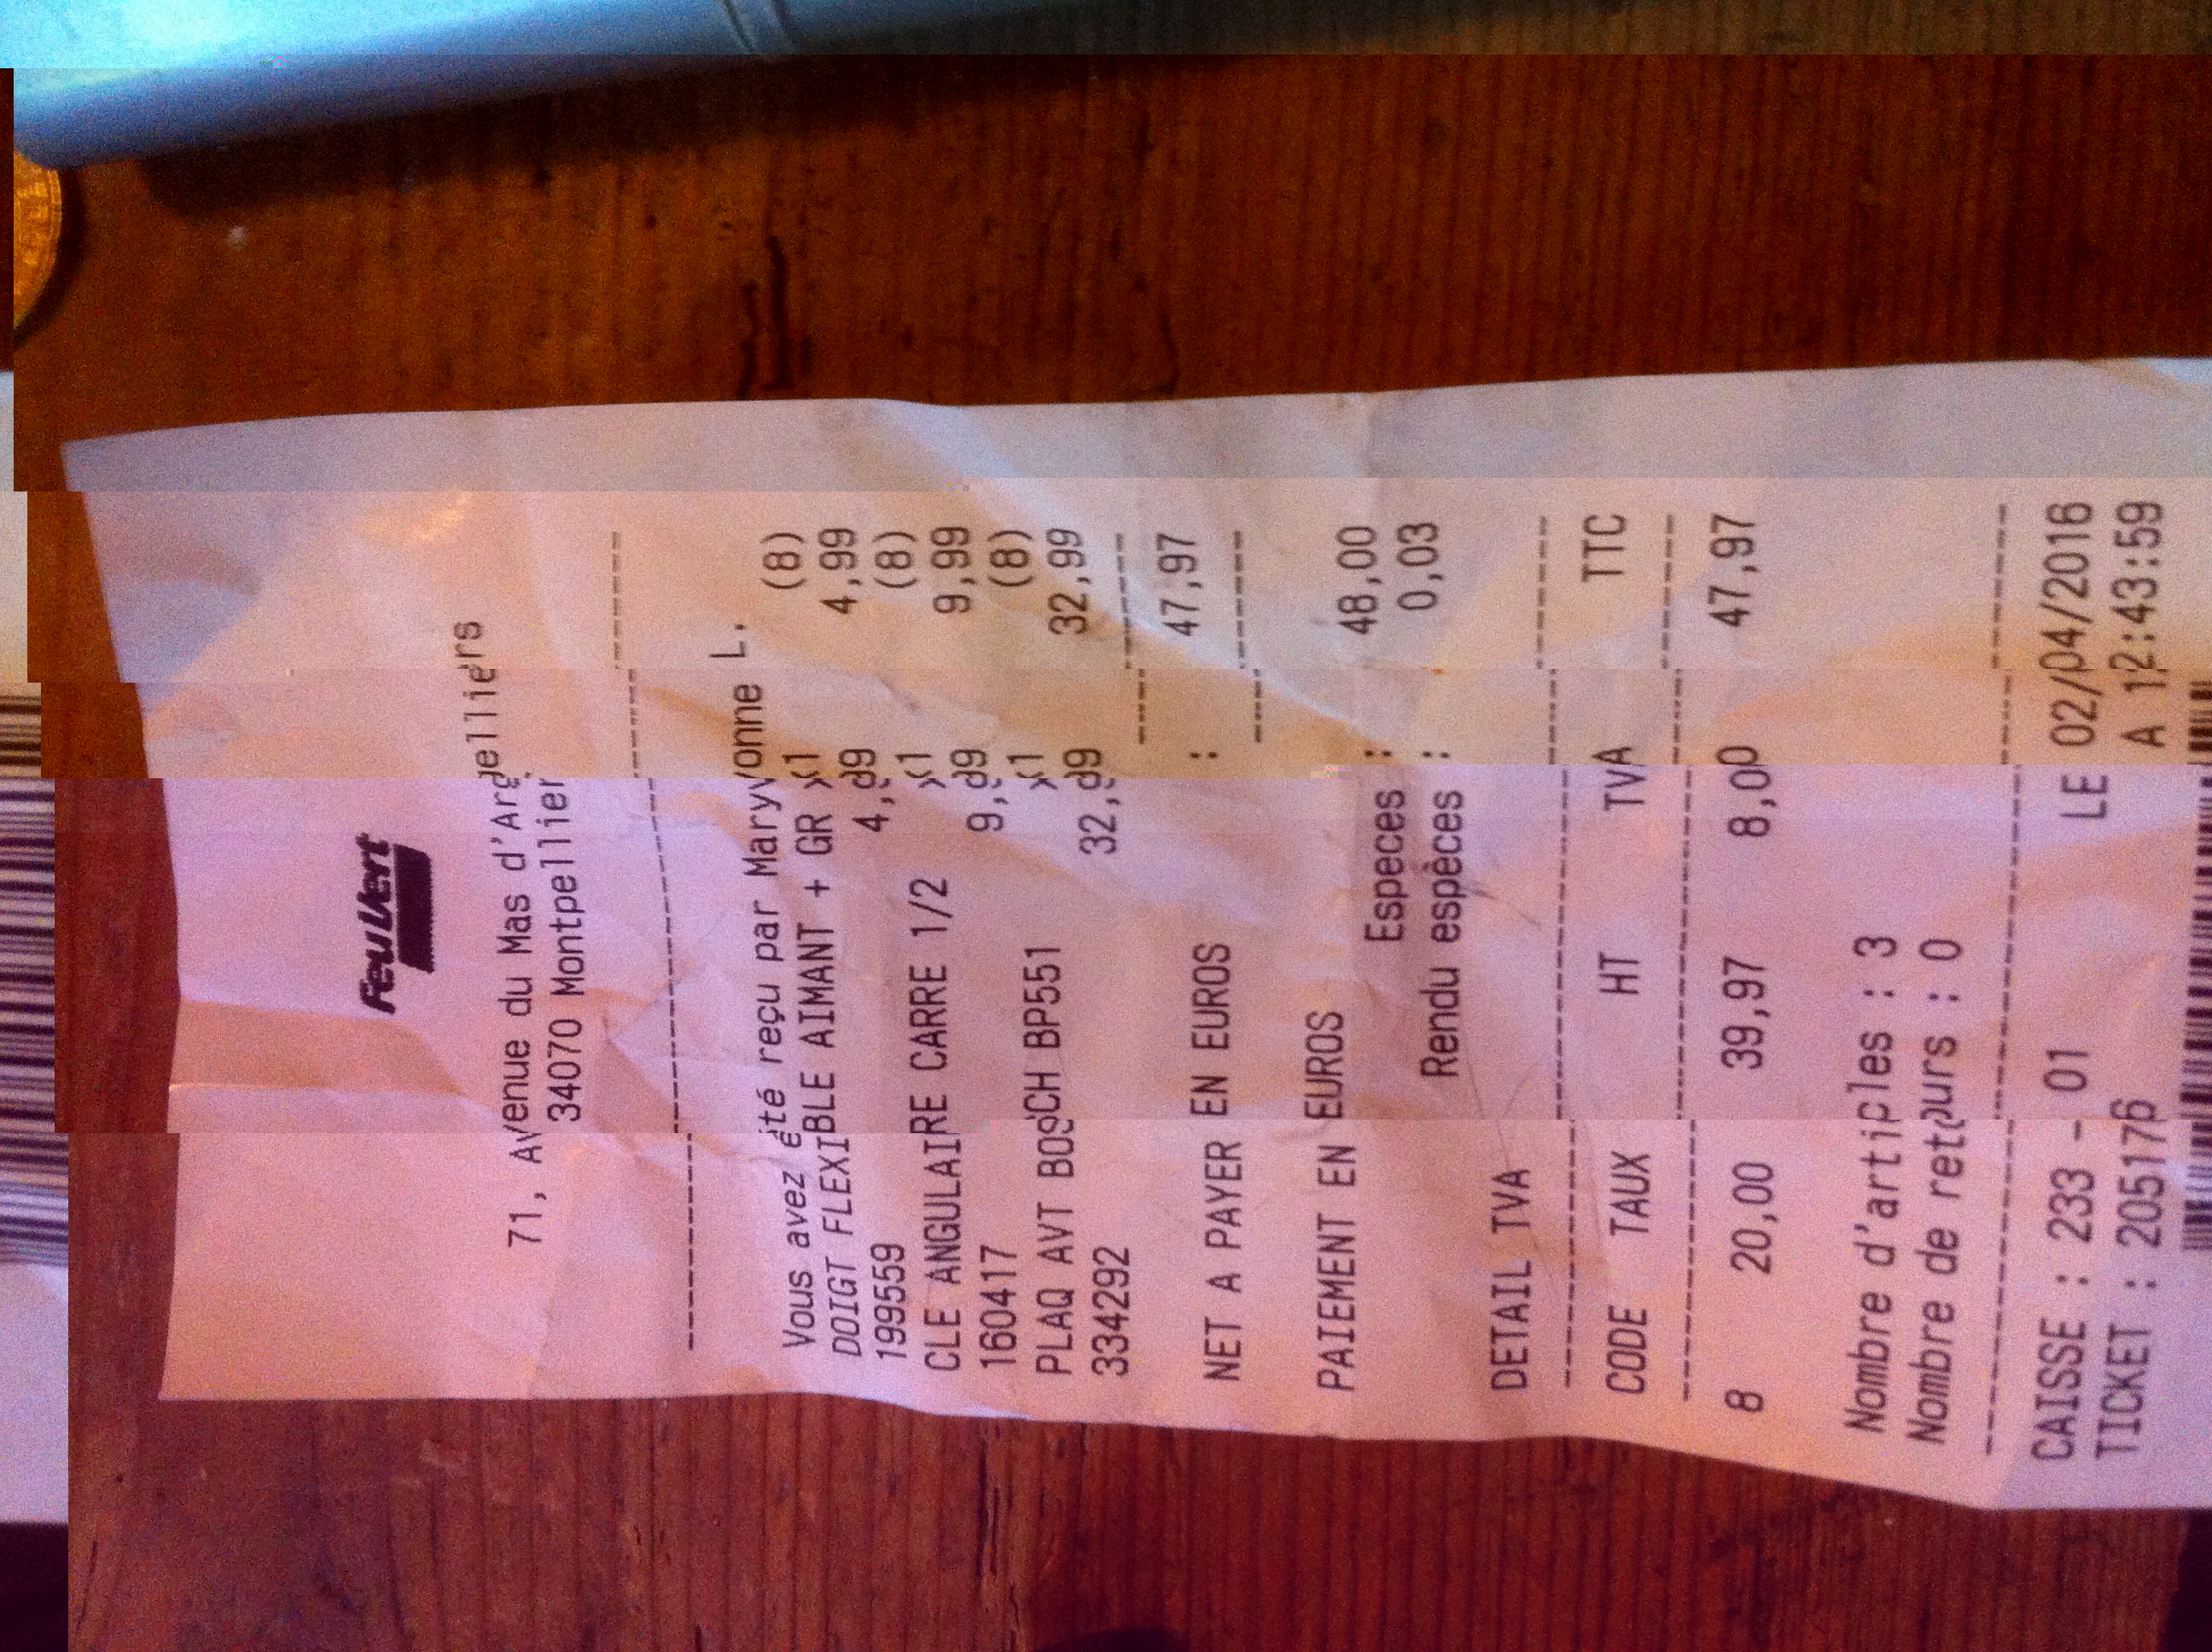 Feu Vert
71, Avenue du Mas d'Argelliers
34070 Montpellier
Vous avez été reçu par Maryvonne L.
DOIGT FLEXIBLE AIMANT + GR x1 (8)
199559 4,99 4,99
CLE ANGULAIRE CARRE 1/2 x1 (8)
160417 9,99 9,99
PLAQ AVT BOSCH BP551 x1 (8)
334292 32,99 32,99
NET A PAYER EN EUROS : 47,97
PAIEMENT EN EUROS
Especes : 48,00
Rendu espèces : 0,03
DETAIL TVA
CODE TAUX HT TVA TTC
8 20,00 39,97 8,00 47,97
Nombre d'articles : 3
Nombre de retours : 0
CAISSE : 233 - 01 LE 02/04/2016
TICKET : 205176 A 12:43:59